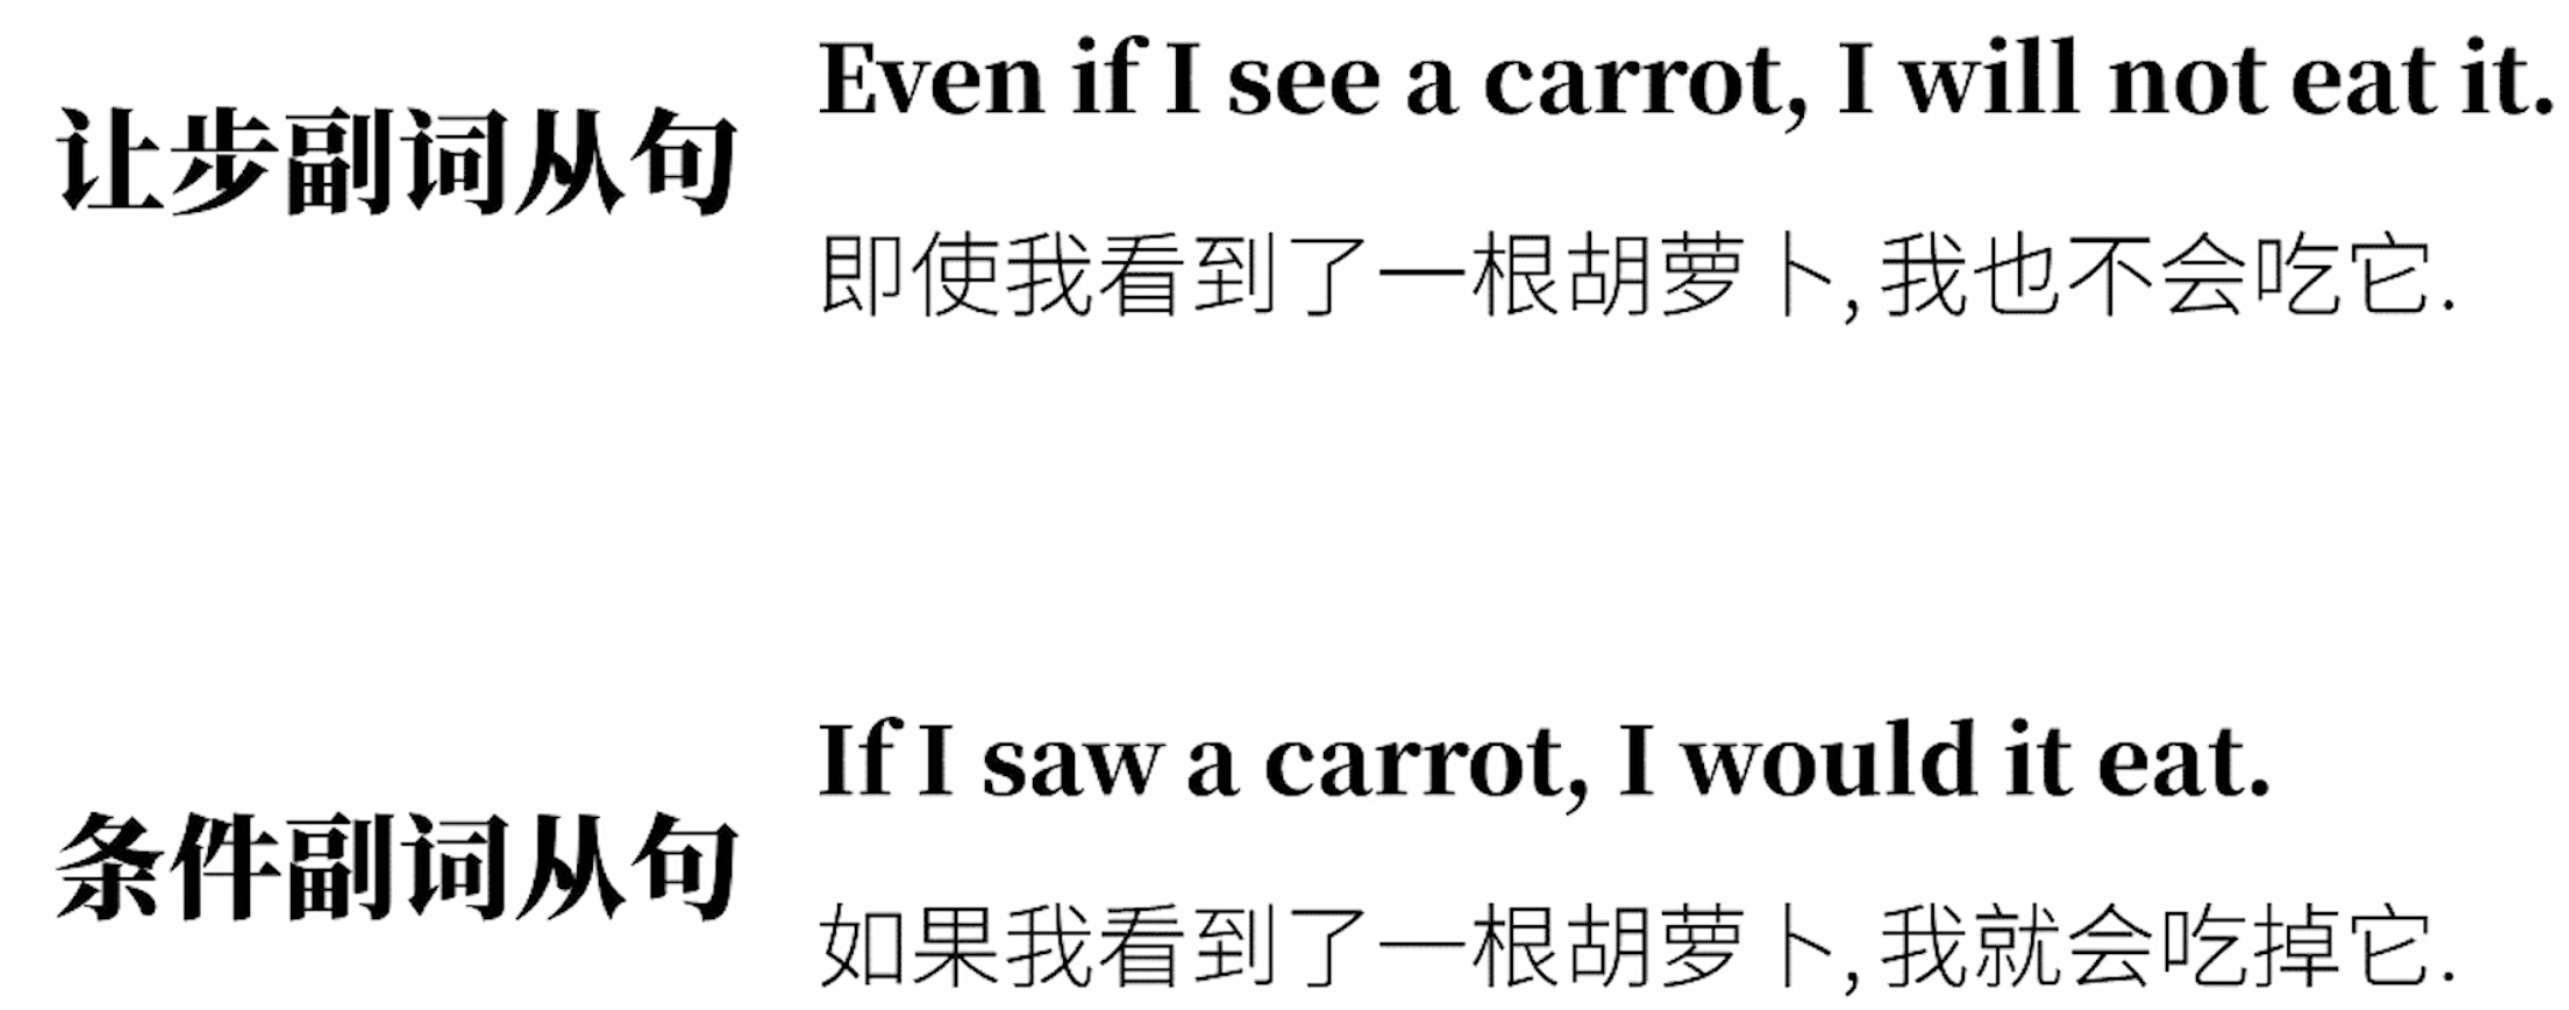 让步副词从句
Even if I see a carrot, I will not eat it.
即使我看到了一根胡萝卜, 我也不会吃它.
条件副词从句
If I saw a carrot, I would it eat.
如果我看到了一根胡萝卜, 我就会吃掉它.